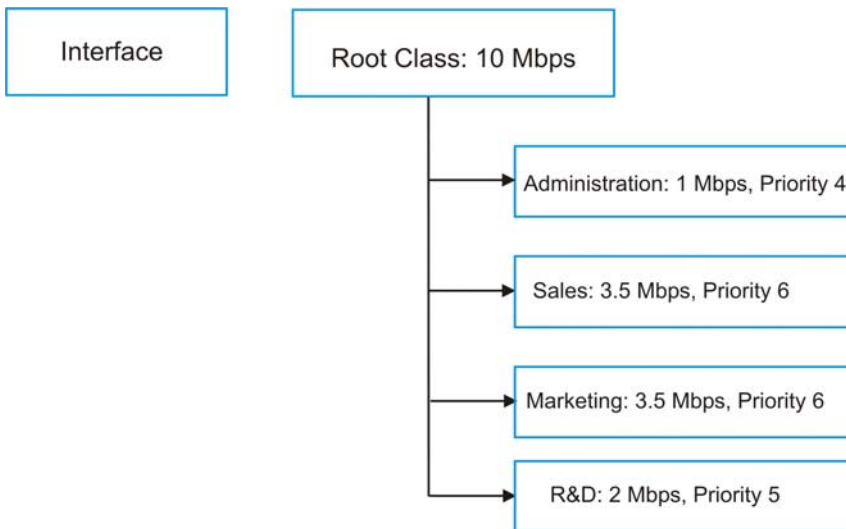 Interface
Root Class: 10 Mbps
Administration: 1 Mbps, Priority 4
Sales: 3.5 Mbps, Priority 6
Marketing: 3.5 Mbps, Priority 6
R&D: 2 Mbps, Priority 5